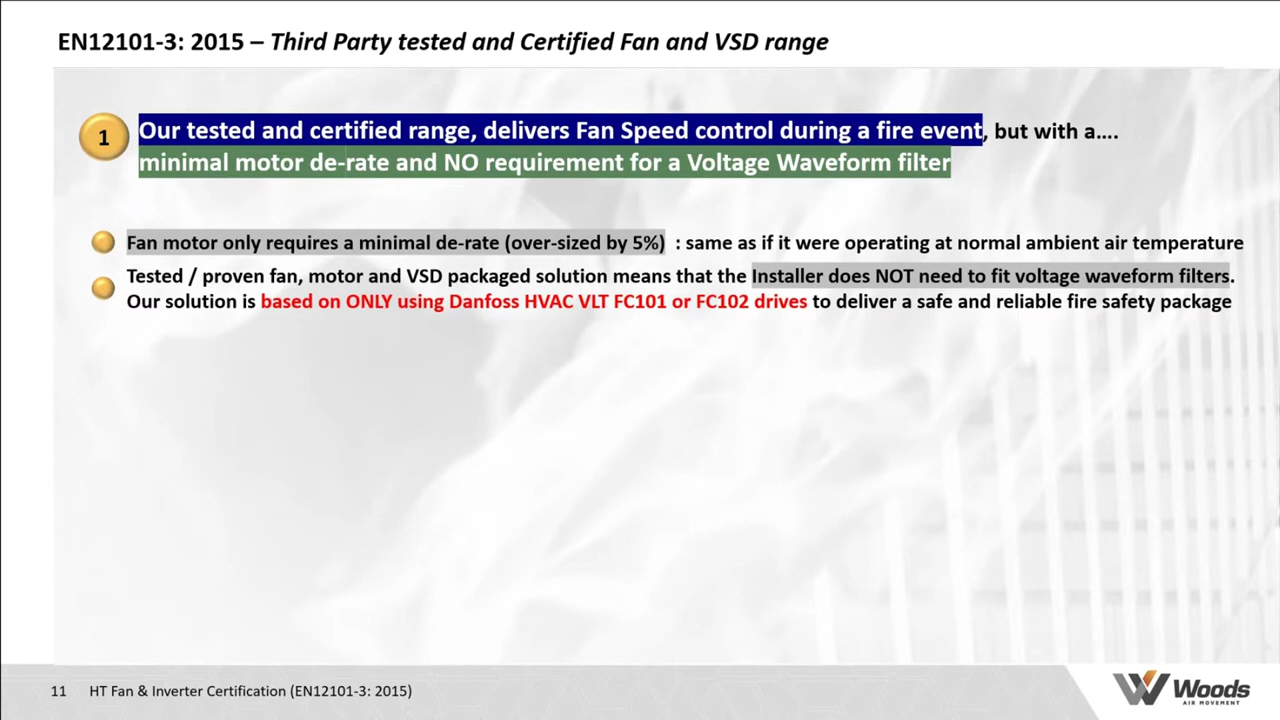 EN12101-3: 2015 – Third Party tested and Certified Fan and VSD range
1
Our tested and certified range, delivers Fan Speed control during a fire event, but with a....
minimal motor de-rate and NO requirement for a Voltage Waveform filter
Fan motor only requires a minimal de-rate (over-sized by 5%) : same as if it were operating at normal ambient air temperature
Tested / proven fan, motor and VSD packaged solution means that the Installer does NOT need to fit voltage waveform filters.
Our solution is based on ONLY using Danfoss HVAC VLT FC101 or FC102 drives to deliver a safe and reliable fire safety package
11 HT Fan & Inverter Certification (EN12101-3: 2015)
Woods
AIR MOVEMENT